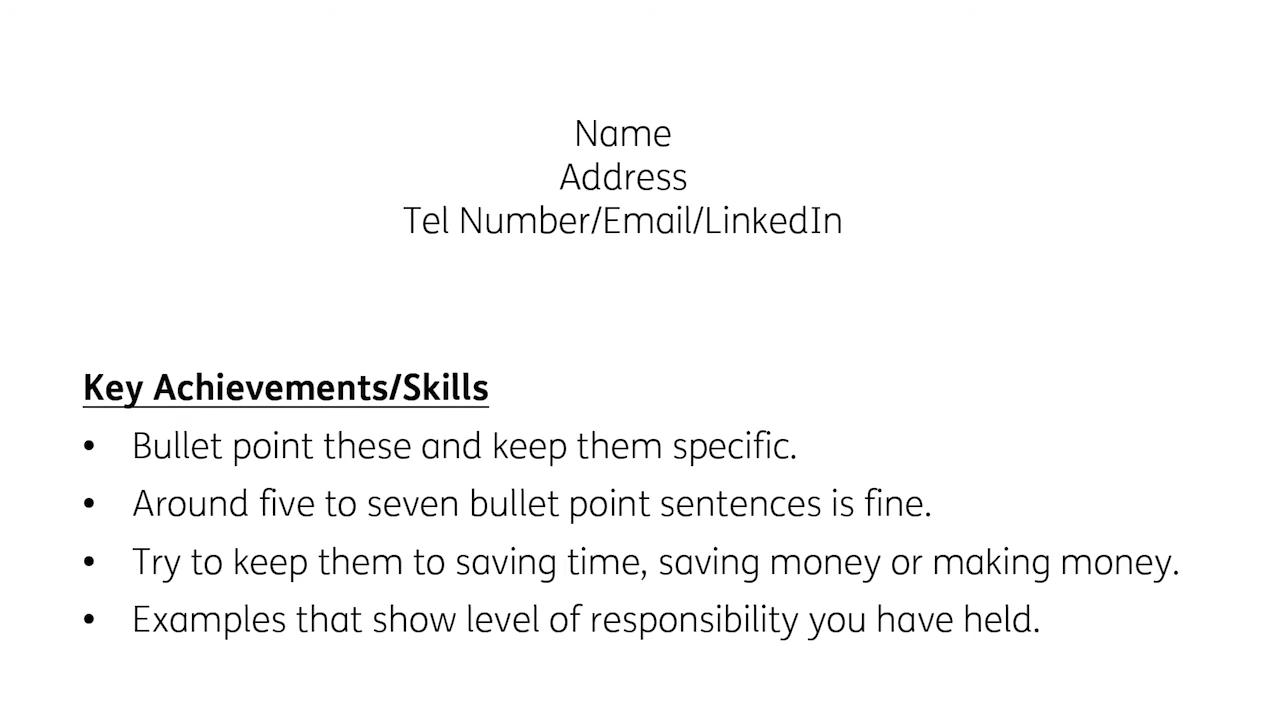 Name
Address
Tel Number/Email/LinkedIn
Key Achievements/Skills
• Bullet point these and keep them specific.
• Around five to seven bullet point sentences is fine.
• Try to keep them to saving time, saving money or making money.
• Examples that show level of responsibility you have held.